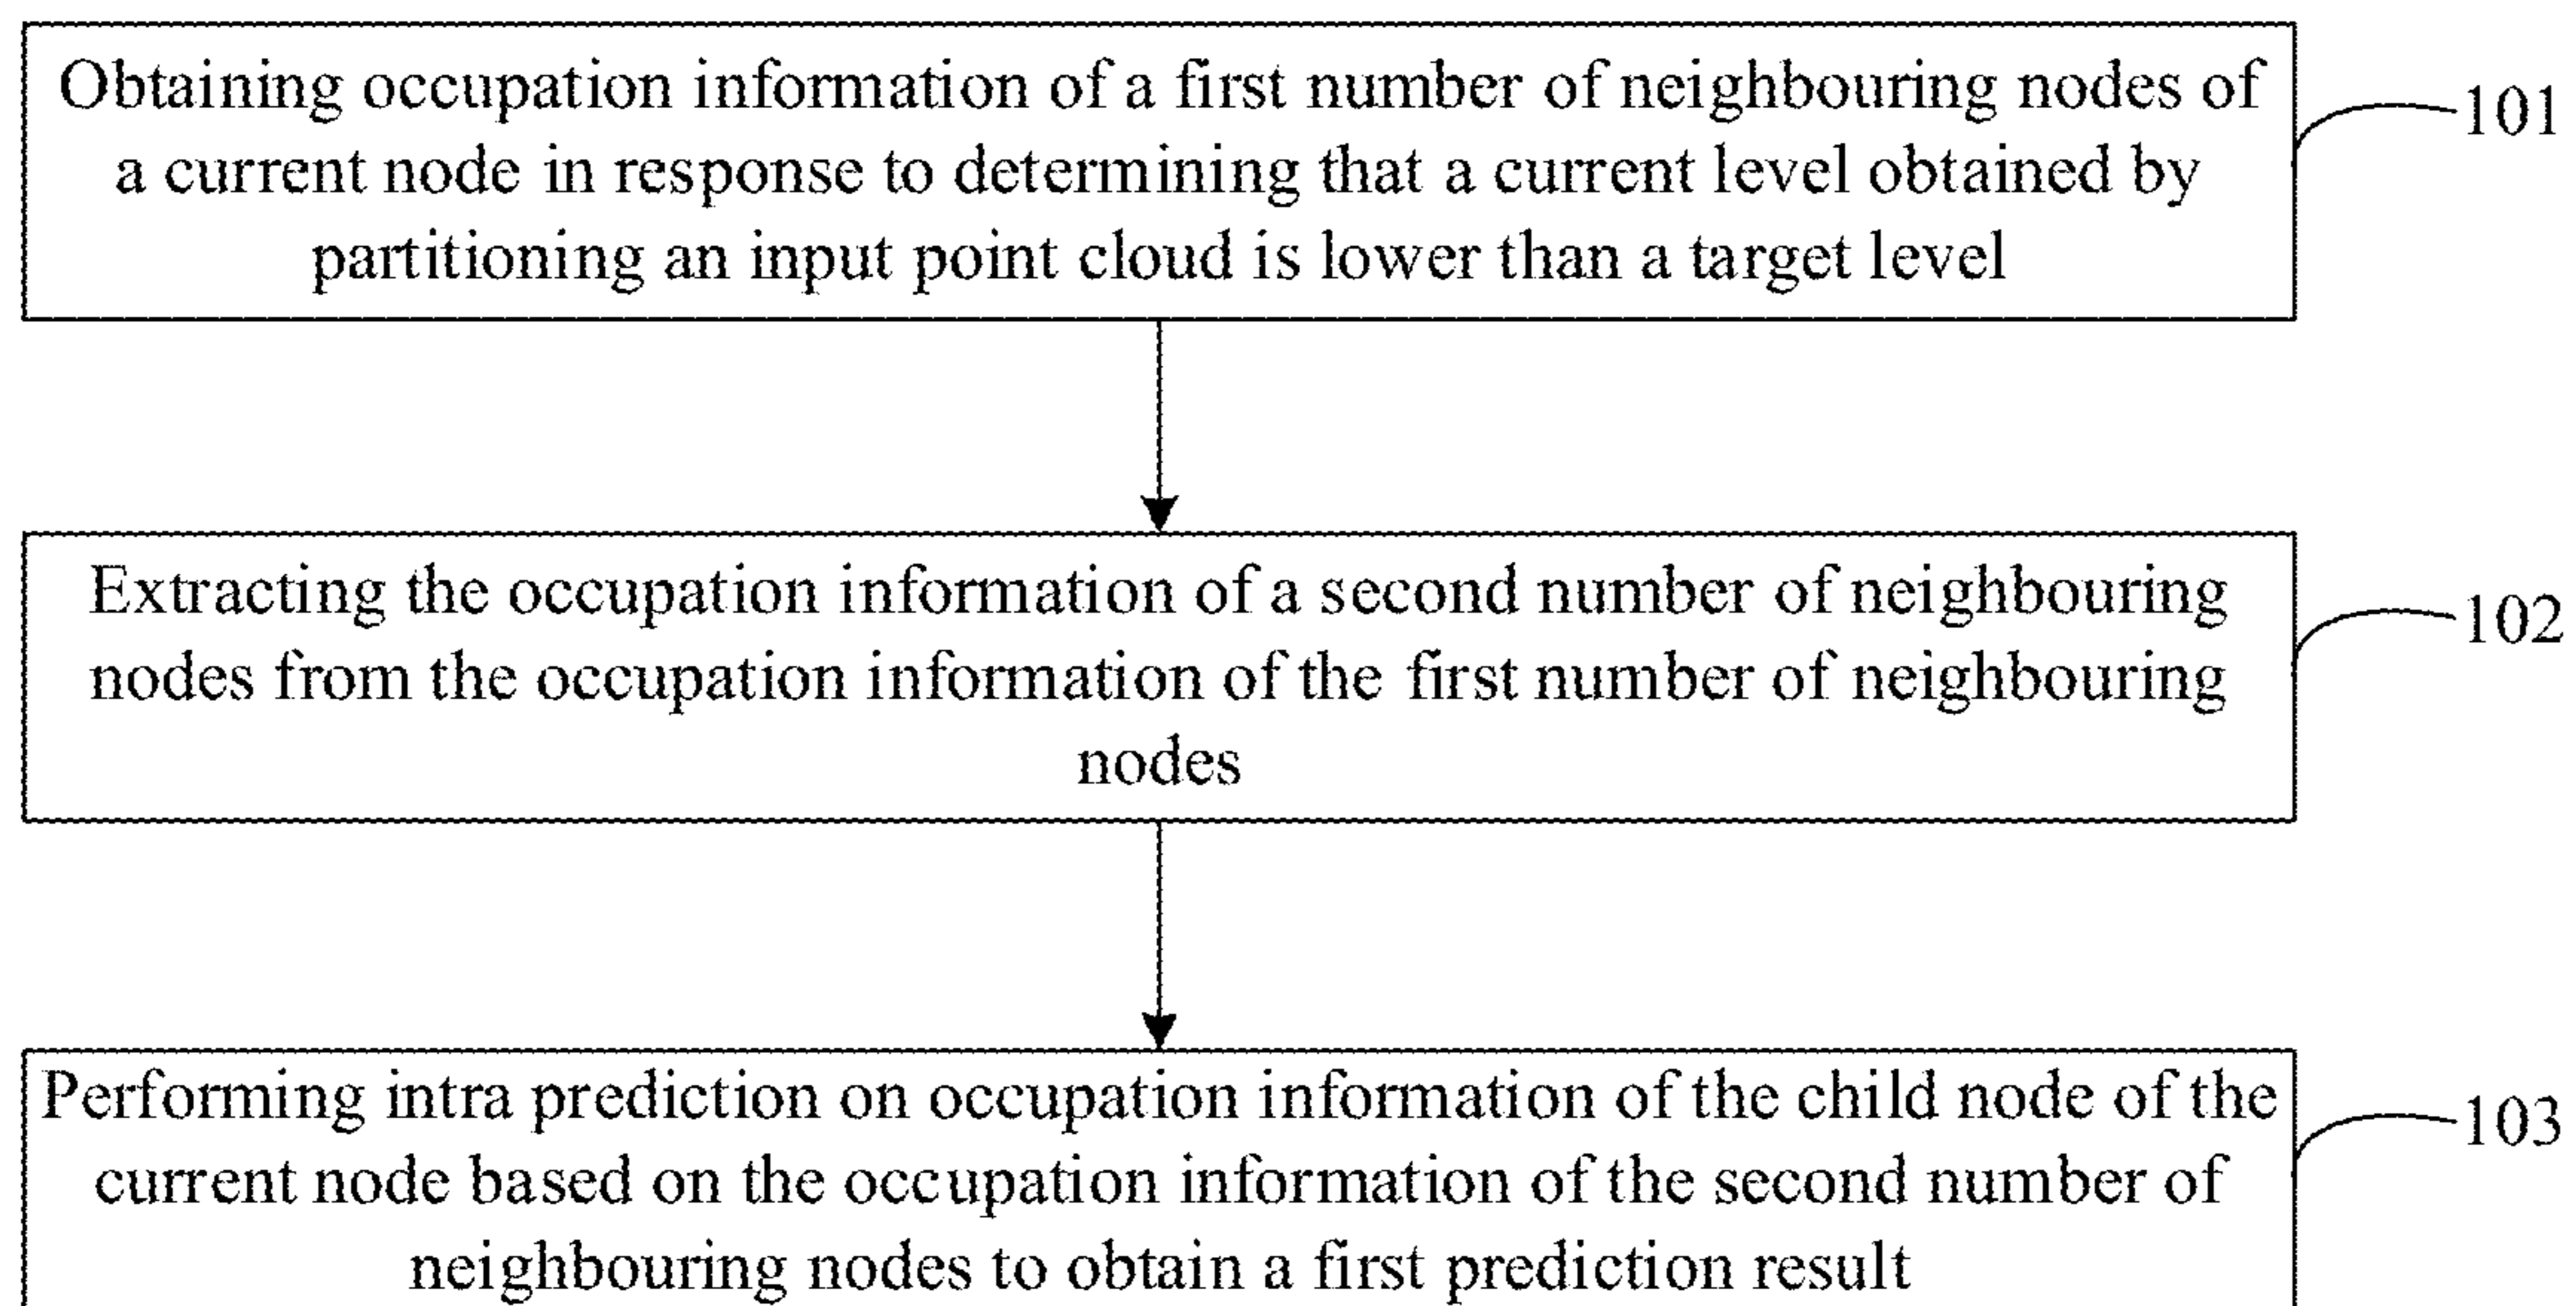 Obtaining occupation information of a first number of neighbouring nodes of
a current node in response to determining that a current level obtained by
partitioning an input point cloud is lower than a target level
101
Extracting the occupation information of a second number of neighbouring
nodes from the occupation information of the first number of neighbouring
nodes
102
Performing intra prediction on occupation information of the child node of the
current node based on the occupation information of the second number of
neighbouring nodes to obtain a first prediction result
103